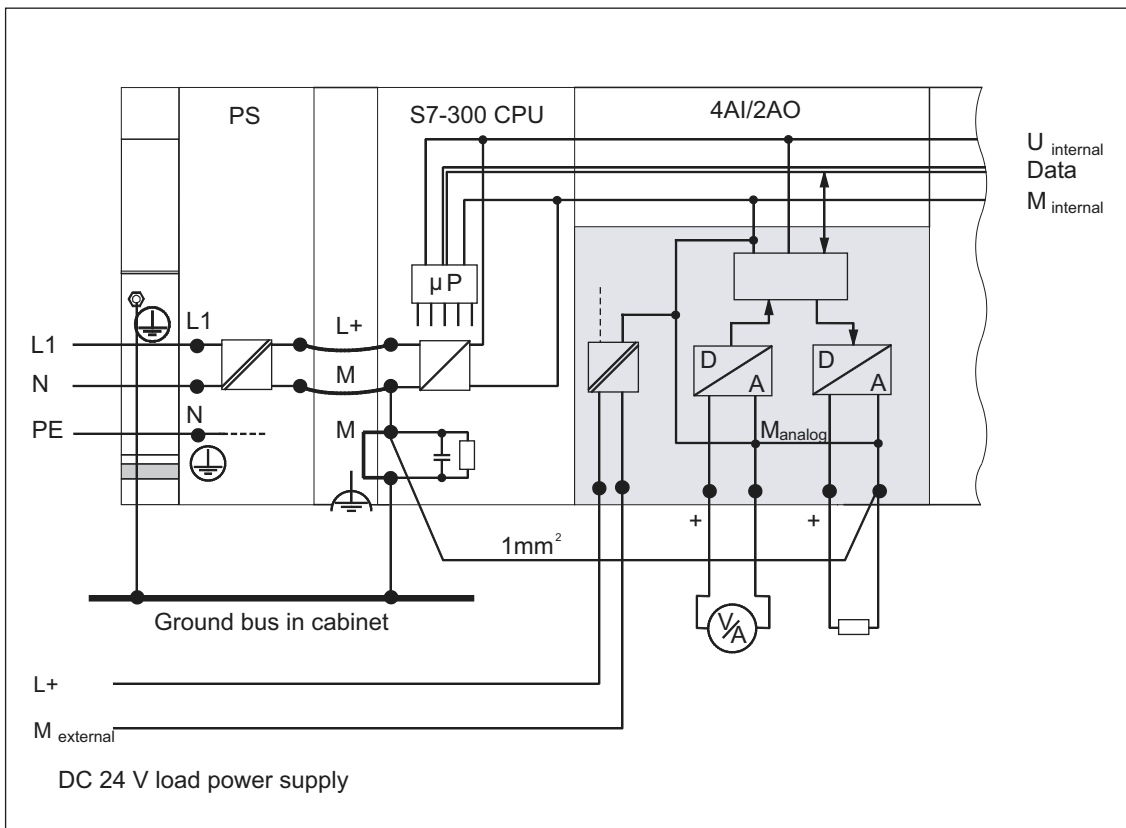 PS
S7-300 CPU
4AI/2AO
U internal
Data
M internal
µP
L1
L+
L1
D
A
D
A
N
M
PE
N
M
M analog
+
+
1mm²
V/A
Ground bus in cabinet
L+
M external
DC 24 V load power supply